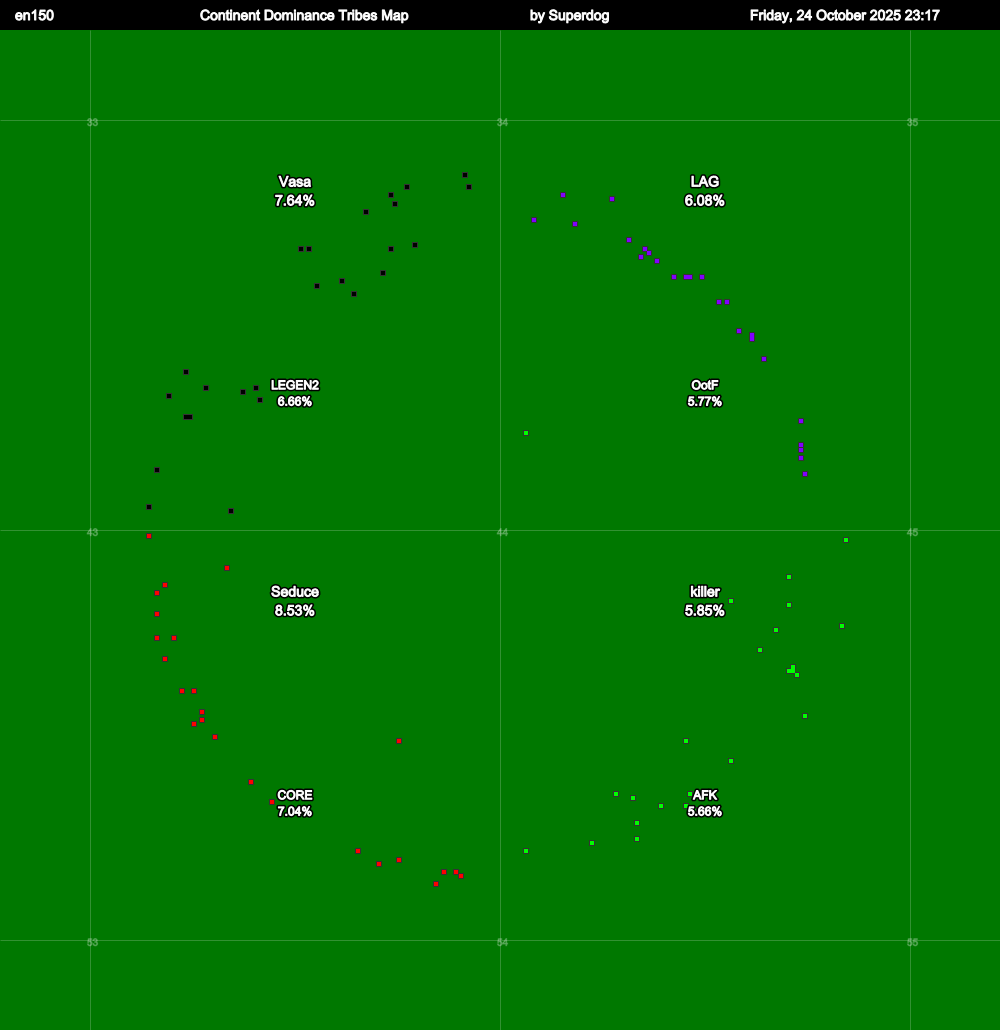 en150 Continent Dominance Tribes Map by Superdog Friday, 24 October 2025 23:17
33 34 35
Vasa LAG
7.64% 6.08%
LEGEN2 OotF
6.66% 5.77%
43 44 45
Seduce killer
8.53% 5.85%
CORE AFK
7.04% 5.66%
53 54 55